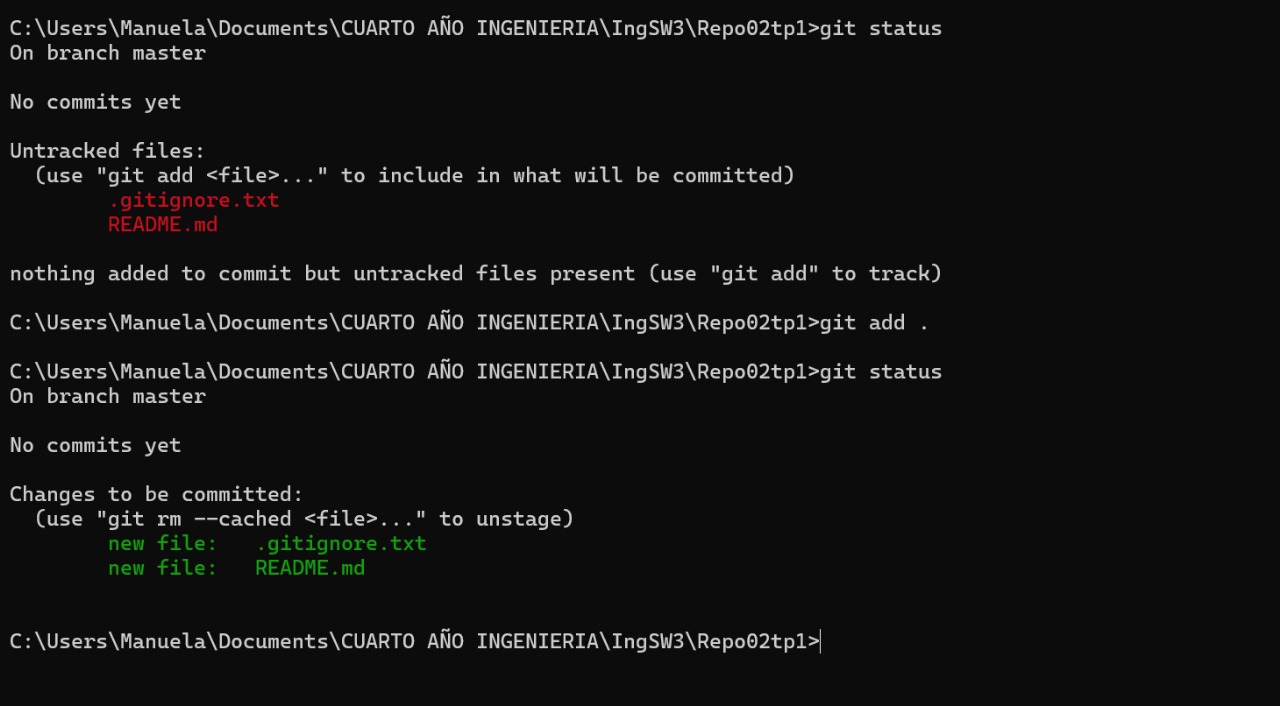 C:\Users\Manuela\Documents\CUARTO AÑO INGENIERIA\IngSW3\Repo02tp1>git status
On branch master
No commits yet
Untracked files:
  (use "git add <file>..." to include in what will be committed)
        .gitignore.txt
        README.md
nothing added to commit but untracked files present (use "git add" to track)
C:\Users\Manuela\Documents\CUARTO AÑO INGENIERIA\IngSW3\Repo02tp1>git add .
C:\Users\Manuela\Documents\CUARTO AÑO INGENIERIA\IngSW3\Repo02tp1>git status
On branch master
No commits yet
Changes to be committed:
  (use "git rm --cached <file>..." to unstage)
        new file:   .gitignore.txt
        new file:   README.md
C:\Users\Manuela\Documents\CUARTO AÑO INGENIERIA\IngSW3\Repo02tp1>